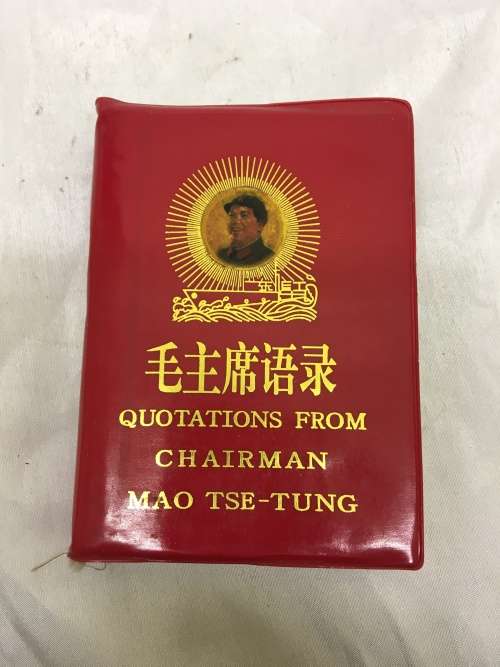 毛主席语录
QUOTATIONS FROM
CHAIRMAN
MAO TSE-TUNG